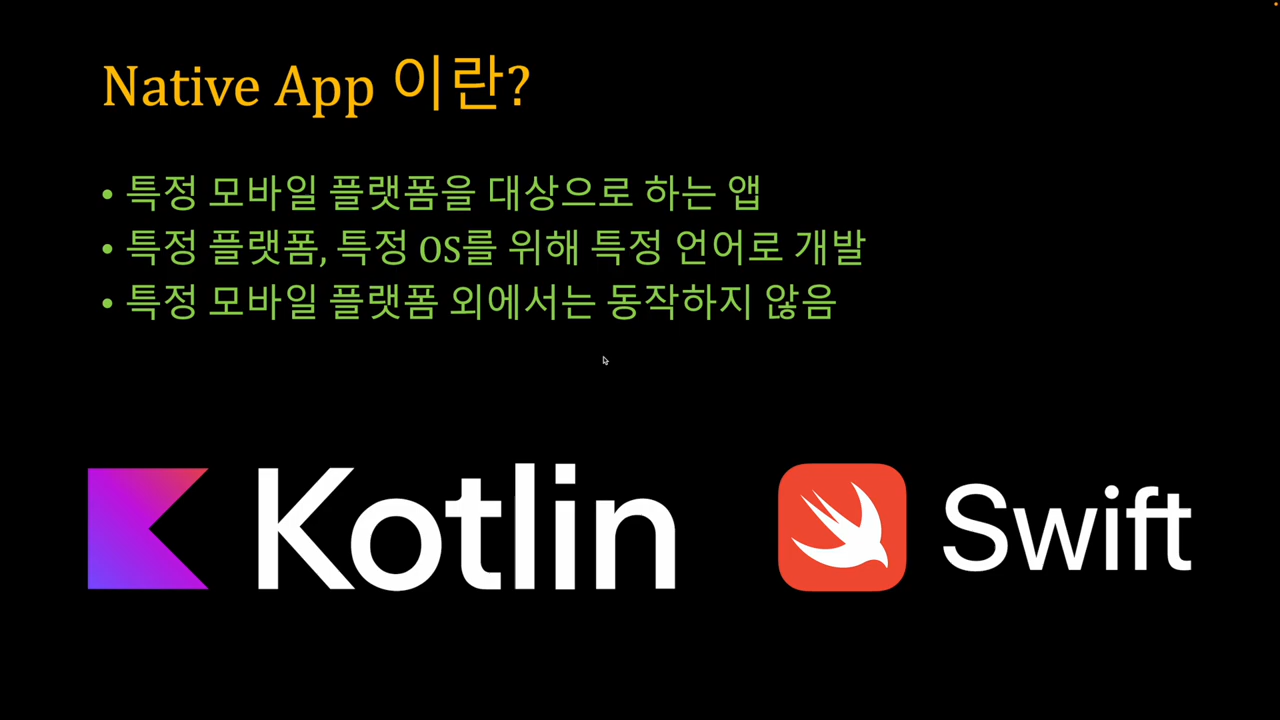 Native App 이란?
• 특정 모바일 플랫폼을 대상으로 하는 앱
• 특정 플랫폼, 특정 OS를 위해 특정 언어로 개발
• 특정 모바일 플랫폼 외에서는 동작하지 않음
Kotlin
Swift